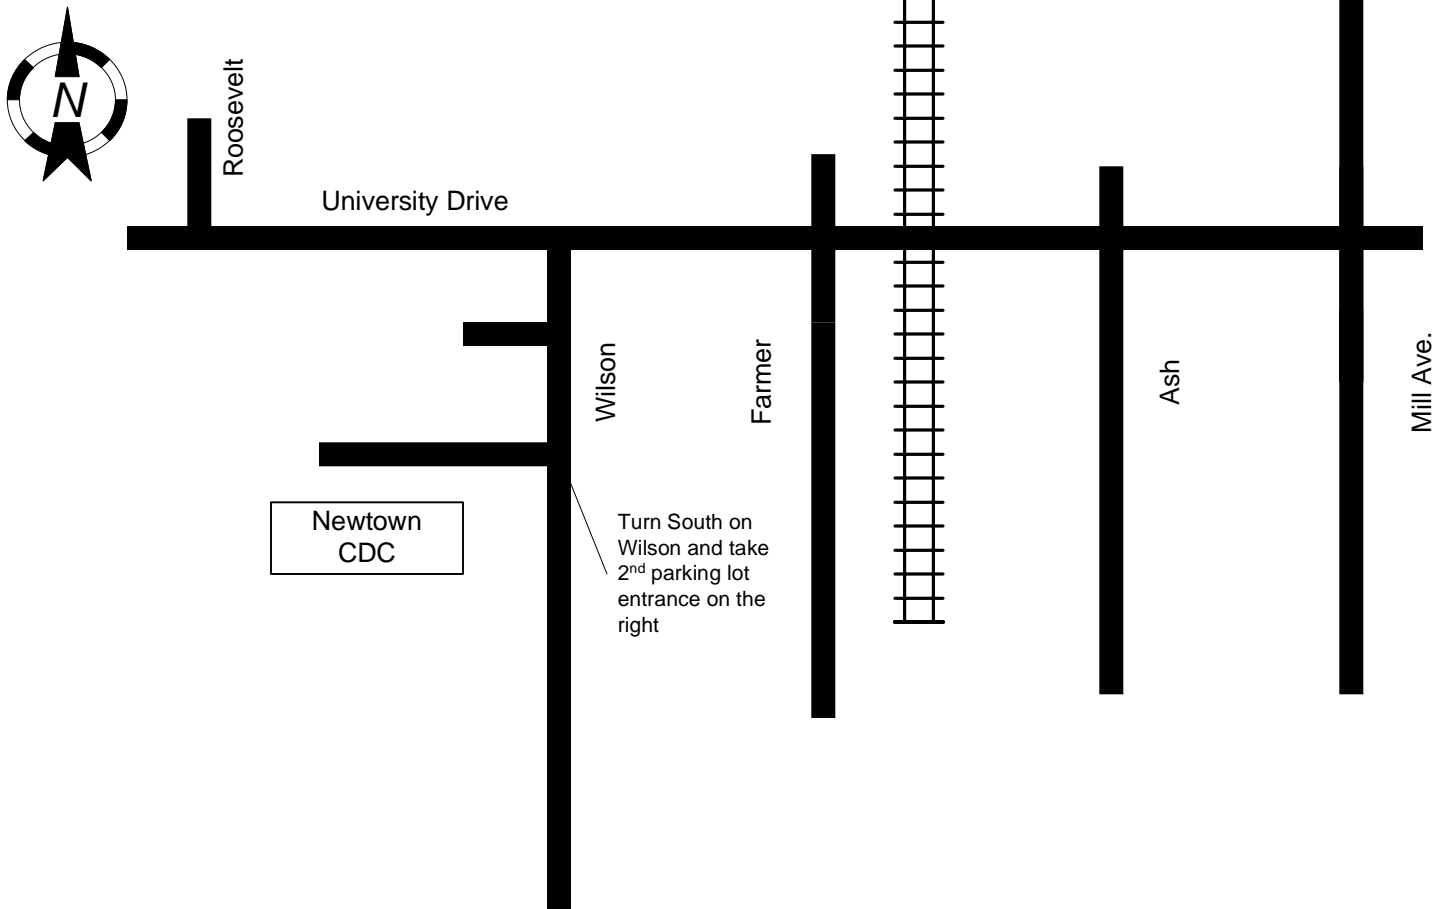 N
Roosevelt
University Drive
Wilson
Farmer
Ash
Mill Ave.
Newtown
CDC
Turn South on
Wilson and take
2nd parking lot
entrance on the
right